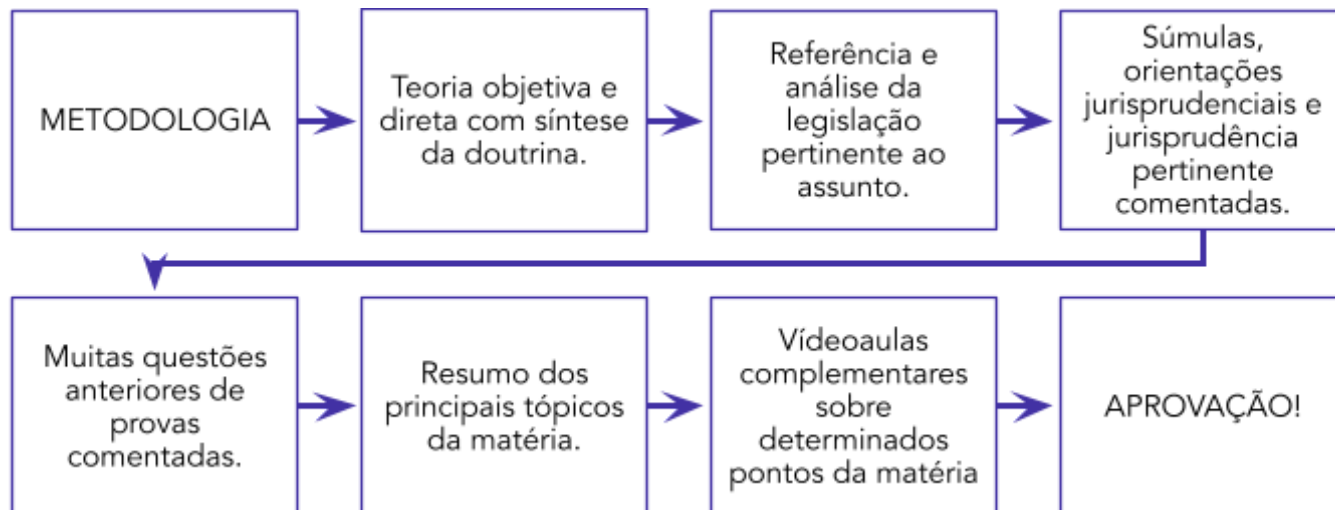 METODOLOGIA
Teoria objetiva e
direta com síntese
da doutrina.
Referência e
análise da
legislação
pertinente ao
assunto.
Súmulas,
orientações
jurisprudenciais e
jurisprudência
pertinente
comentadas.
Muitas questões
anteriores de
provas
comentadas.
Resumo dos
principais tópicos
da matéria.
Vídeoaulas
complementares
sobre
determinados
pontos da matéria
APROVAÇÃO!